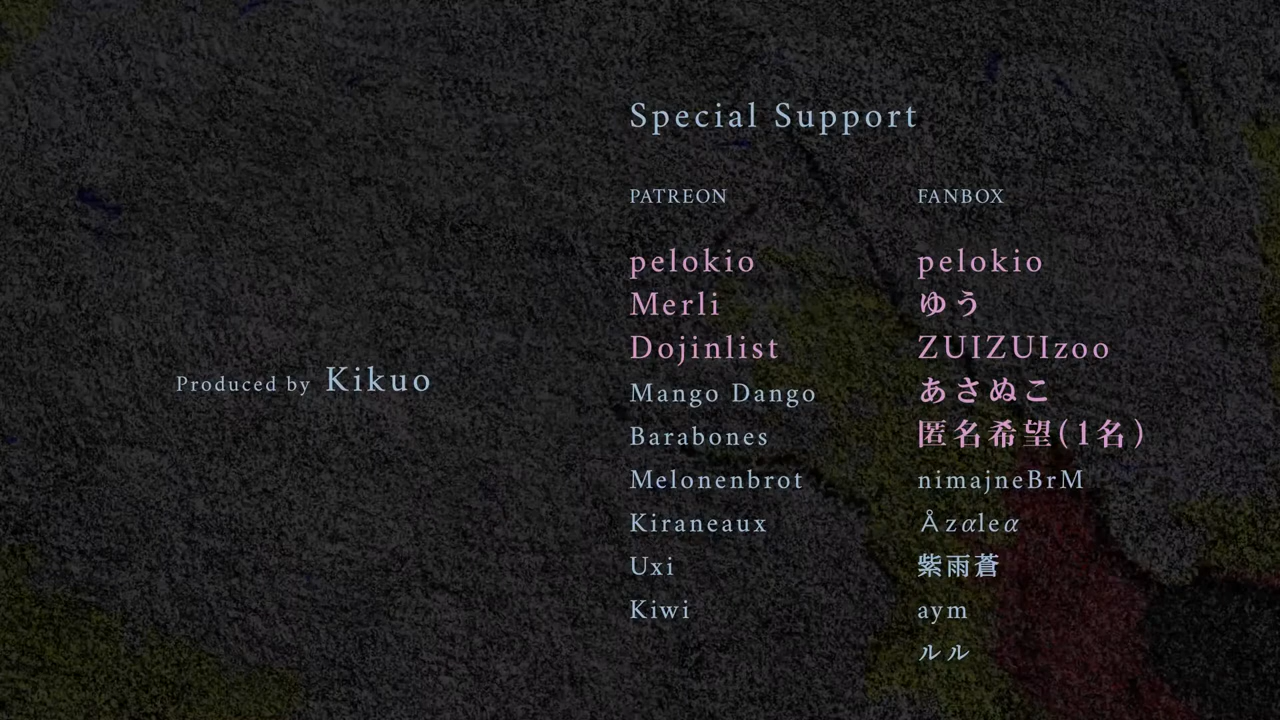 Produced by Kikuo
Special Support
PATREON
pelokio
Merli
Dojinlist
Mango Dango
Barabones
Melonenbrot
Kiraneaux
Uxi
Kiwi
FANBOX
pelokio
ゆう
ZUIZUIzoo
あさぬこ
匿名希望(1名)
nimajneBrM
Åzαleα
紫雨蒼
aym
ルル